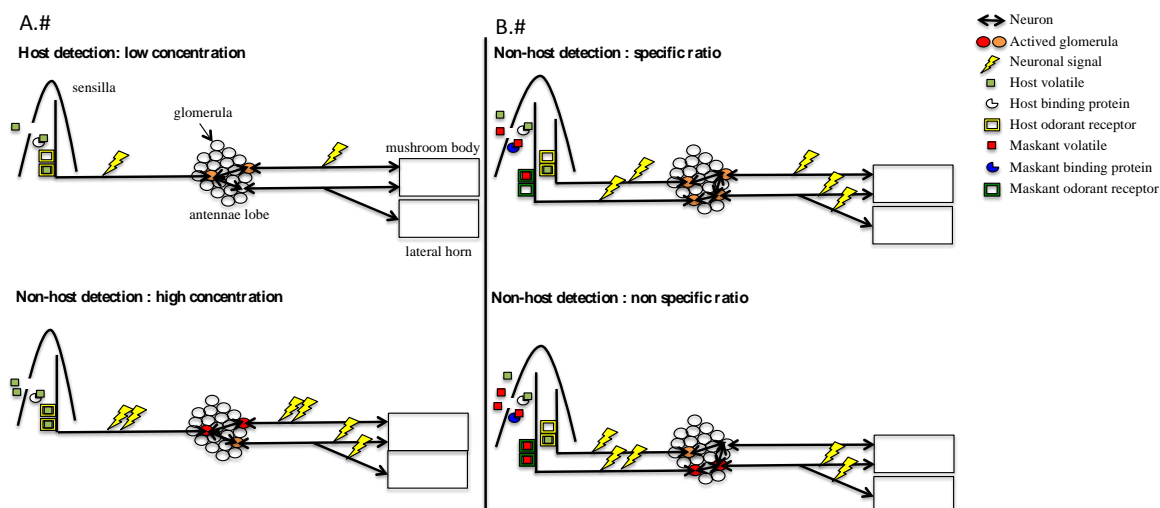 A.#
Host detection: low concentration
sensilla
glomerula
mushroom body
antennae lobe
lateral horn
Non-host detection : high concentration
B.#
Non-host detection : specific ratio
Non-host detection : non specific ratio
Neuron
Actived glomerula
Neuronal signal
Host volatile
Host binding protein
Host odorant receptor
Maskant volatile
Maskant binding protein
Maskant odorant receptor